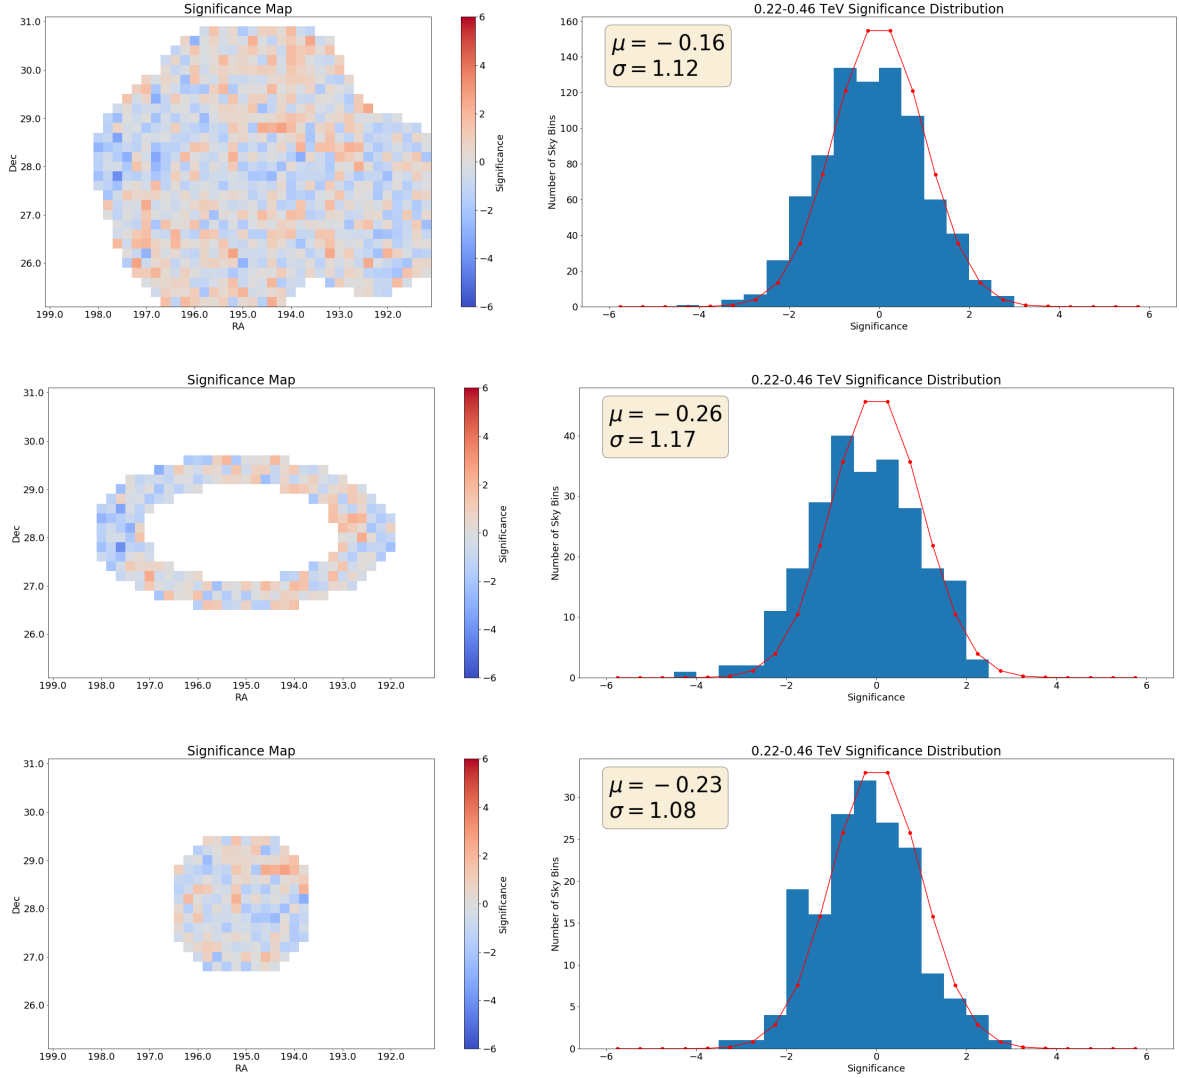 Significance Map
31.0
30.0
29.0
28.0
27.0
26.0
Dec
199.0 198.0 197.0 196.0 195.0 194.0 193.0 192.0
RA
6
4
2
0
−2
−4
−6
Significance
0.22-0.46 TeV Significance Distribution
μ = − 0.16
σ = 1.12
160
140
120
100
80
60
40
20
0
Number of Sky Bins
−6 −4 −2 0 2 4 6
Significance
Significance Map
31.0
30.0
29.0
28.0
27.0
26.0
Dec
199.0 198.0 197.0 196.0 195.0 194.0 193.0 192.0
RA
6
4
2
0
−2
−4
−6
Significance
0.22-0.46 TeV Significance Distribution
μ = − 0.26
σ = 1.17
40
30
20
10
0
Number of Sky Bins
−6 −4 −2 0 2 4 6
Significance
Significance Map
31.0
30.0
29.0
28.0
27.0
26.0
Dec
199.0 198.0 197.0 196.0 195.0 194.0 193.0 192.0
RA
6
4
2
0
−2
−4
−6
Significance
0.22-0.46 TeV Significance Distribution
μ = − 0.23
σ = 1.08
30
25
20
15
10
5
0
Number of Sky Bins
−6 −4 −2 0 2 4 6
Significance